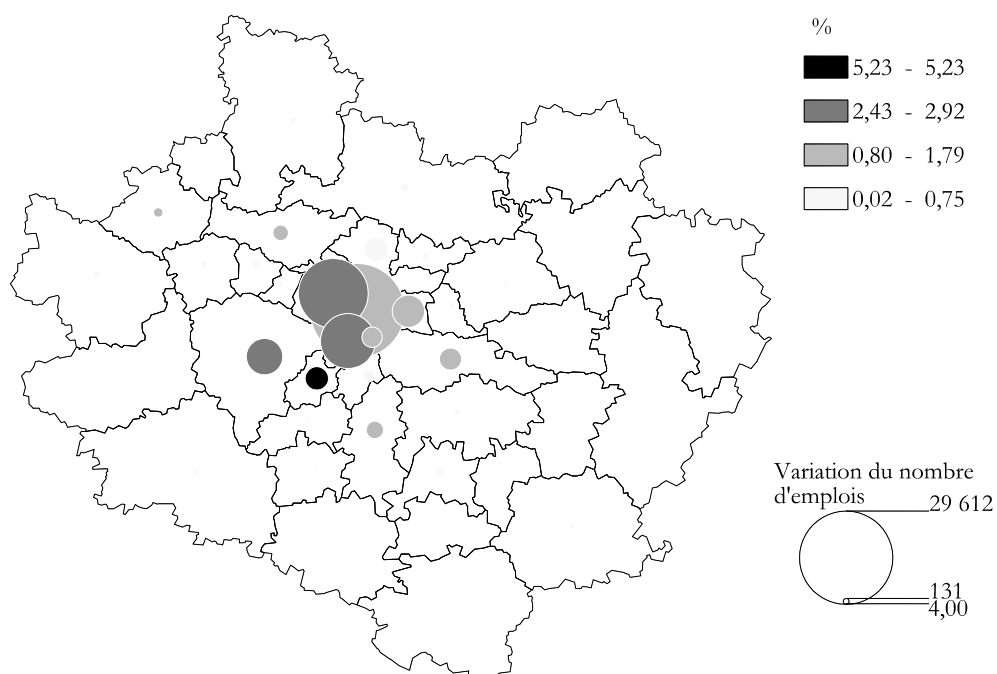 %
5,23 - 5,23
2,43 - 2,92
0,80 - 1,79
0,02 - 0,75
Variation du nombre
d'emplois
29 612
131
4,00